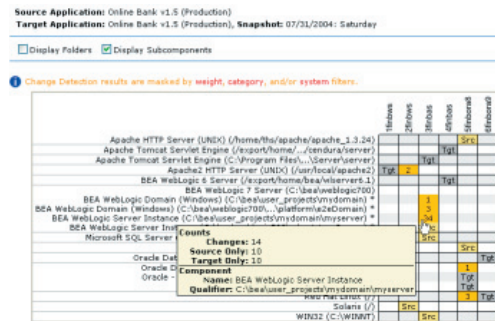 Source Application: Online Bank v1.5 (Production)
Target Application: Online Bank v1.5 (Production), Snapshot: 07/31/2004: Saturday
Display Folders Display Subcomponents
Change Detection results are masked by weight, category, and/or system filters.
1finbws 2finbws 3finbas 4finbas 5finbora8 6finbora9
Apache HTTP Server (UNIX) (/home/ths/apache/apache_1.3.24) Src
Apache Tomcat Servlet Engine (/export/home/.../cendura/server) Tgt
Apache Tomcat Servlet Engine (C:\Program Files\...\Server\server) Tgt
Apache2 HTTP Server (UNIX) (/usr/local/apache2) Tgt 2
BEA WebLogic 6 Server (/export/home/bea/wlserver6.1) Tgt
BEA WebLogic 7 Server (C:\bea\weblogic700)
BEA WebLogic Domain (Windows) (C:\bea\user_projects\mydomain) * 1
BEA WebLogic Domain (Windows) (C:\bea\weblogic700\...\platform\e2eDomain) * 3
BEA WebLogic Server Instance (C:\bea\user_projects\mydomain\myserver) *
BEA WebLogic Server Inst
Microsoft SQL Server Src
Src
Oracle Dat Tgt
Oracle D 1
Oracle - Tgt
Tgt
Red Hat Linux (/) 3 Tgt
Solaris (/) Src
WIN32 (C:\WINNT) Src
Counts
Changes: 14
Source Only: 10
Target Only: 10
Component
Name: BEA WebLogic Server Instance
Qualifier: C:\bea\user_projects\mydomain\myserver